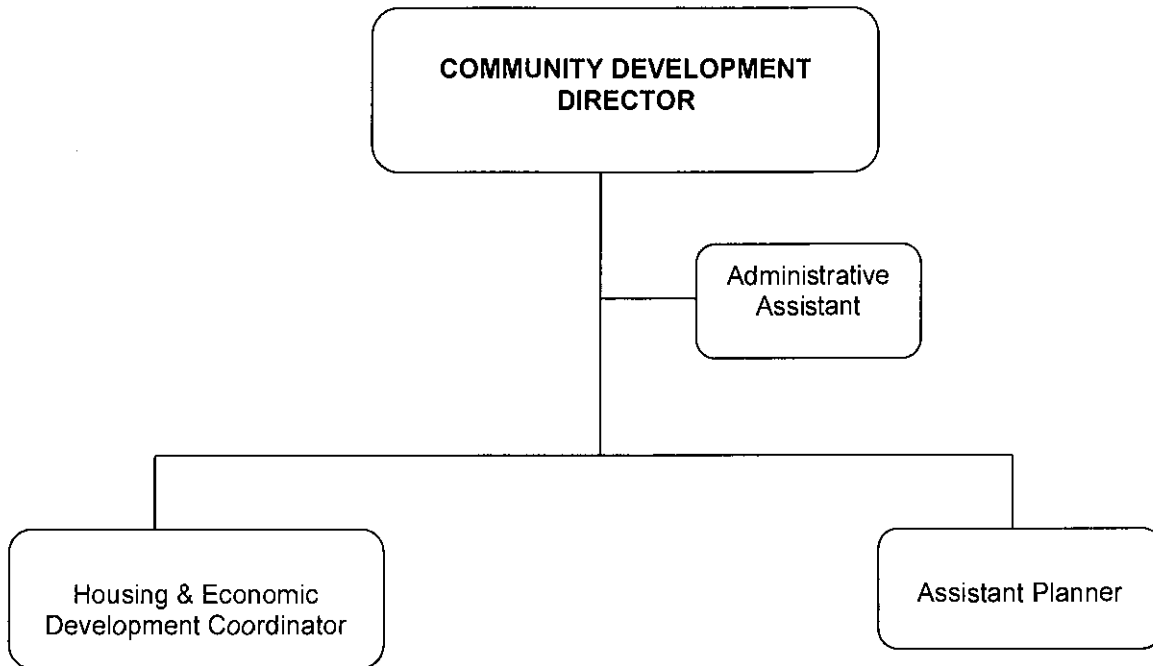 COMMUNITY DEVELOPMENT
DIRECTOR
Administrative
Assistant
Housing & Economic
Development Coordinator
Assistant Planner